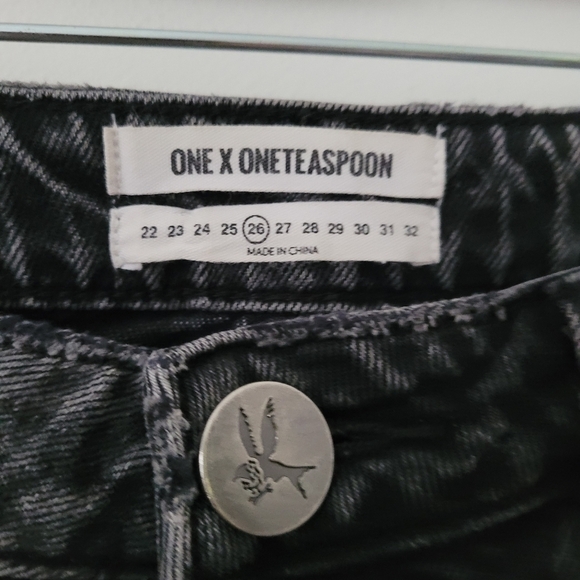 ONE X ONETEASPOON
22 23 24 25 26 27 28 29 30 31 32
MADE IN CHINA